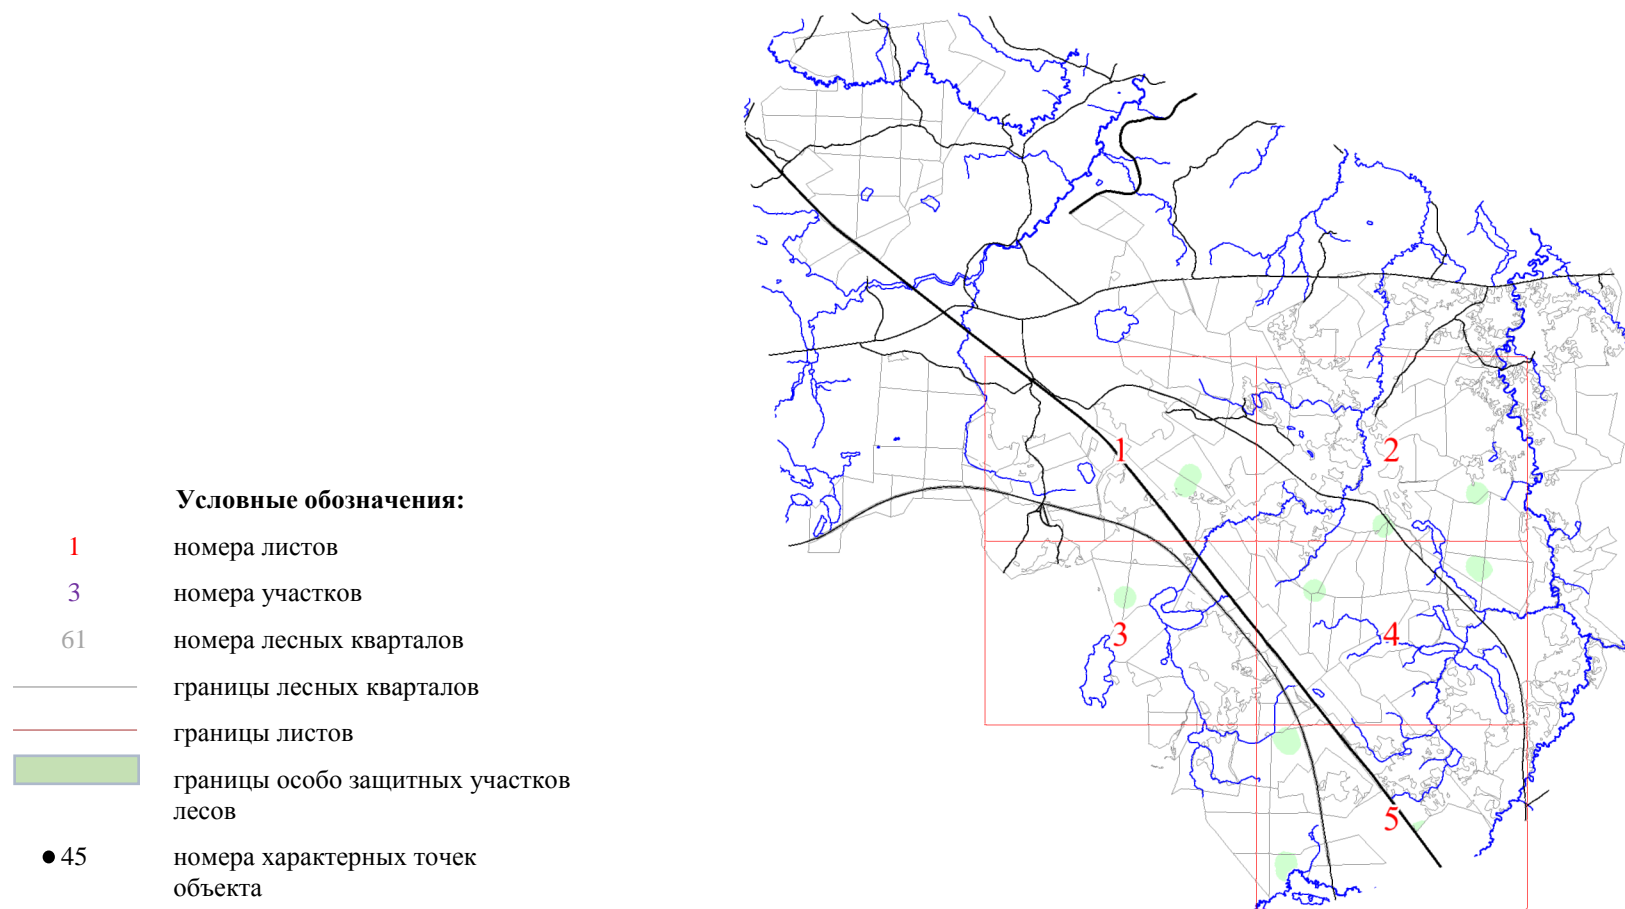 Условные обозначения:
1 номера листов
3 номера участков
61 номера лесных кварталов
границы лесных кварталов
границы листов
границы особо защитных участков
лесов
45 номера характерных точек
объекта
1
2
3
4
5